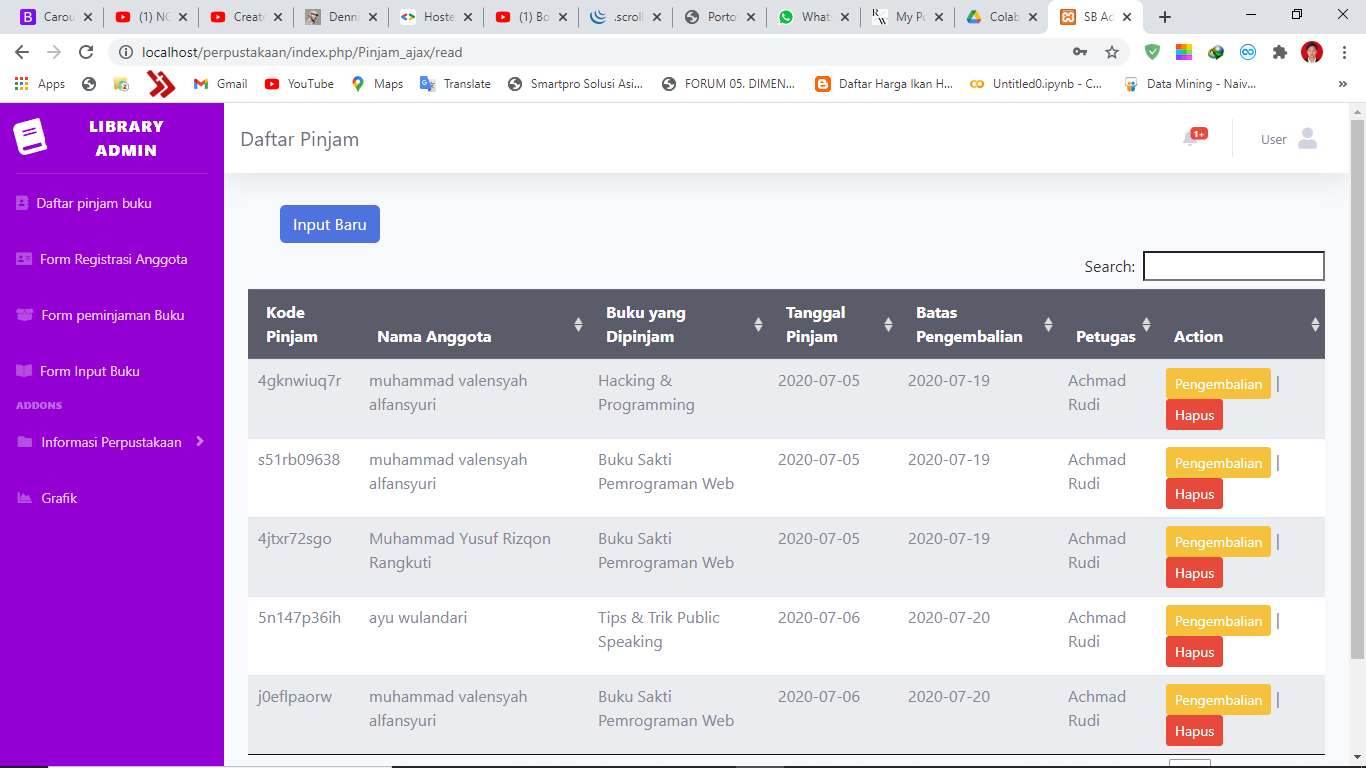 Carou
(1) NC
Create
Denni
Hoste
(1) Bo
.scroll
Portof
What
My Po
Colab
SB Ad
localhost/perpustakaan/index.php/Pinjam_ajax/read
Apps
Gmail
YouTube
Maps
Translate
Smartpro Solusi Asi...
FORUM 05. DIMEN...
Daftar Harga Ikan H...
Untitled0.ipynb - C...
Data Mining - Naiv...
LIBRARY
ADMIN
Daftar pinjam buku
Form Registrasi Anggota
Form peminjaman Buku
Form Input Buku
ADDONS
Informasi Perpustakaan
Grafik
Daftar Pinjam
1+
User
Input Baru
Search:
Kode
Pinjam
Nama Anggota
Buku yang
Dipinjam
Tanggal
Pinjam
Batas
Pengembalian
Petugas
Action
4gknwiuq7r
muhammad valensyah
alfansyuri
Hacking &
Programming
2020-07-05
2020-07-19
Achmad
Rudi
Pengembalian |
Hapus
s51rb09638
muhammad valensyah
alfansyuri
Buku Sakti
Pemrograman Web
2020-07-05
2020-07-19
Achmad
Rudi
Pengembalian |
Hapus
4jtxr72sgo
Muhammad Yusuf Rizqon
Rangkuti
Buku Sakti
Pemrograman Web
2020-07-05
2020-07-19
Achmad
Rudi
Pengembalian |
Hapus
5n147p36ih
ayu wulandari
Tips & Trik Public
Speaking
2020-07-06
2020-07-20
Achmad
Rudi
Pengembalian |
Hapus
j0eflpaorw
muhammad valensyah
alfansyuri
Buku Sakti
Pemrograman Web
2020-07-06
2020-07-20
Achmad
Rudi
Pengembalian |
Hapus